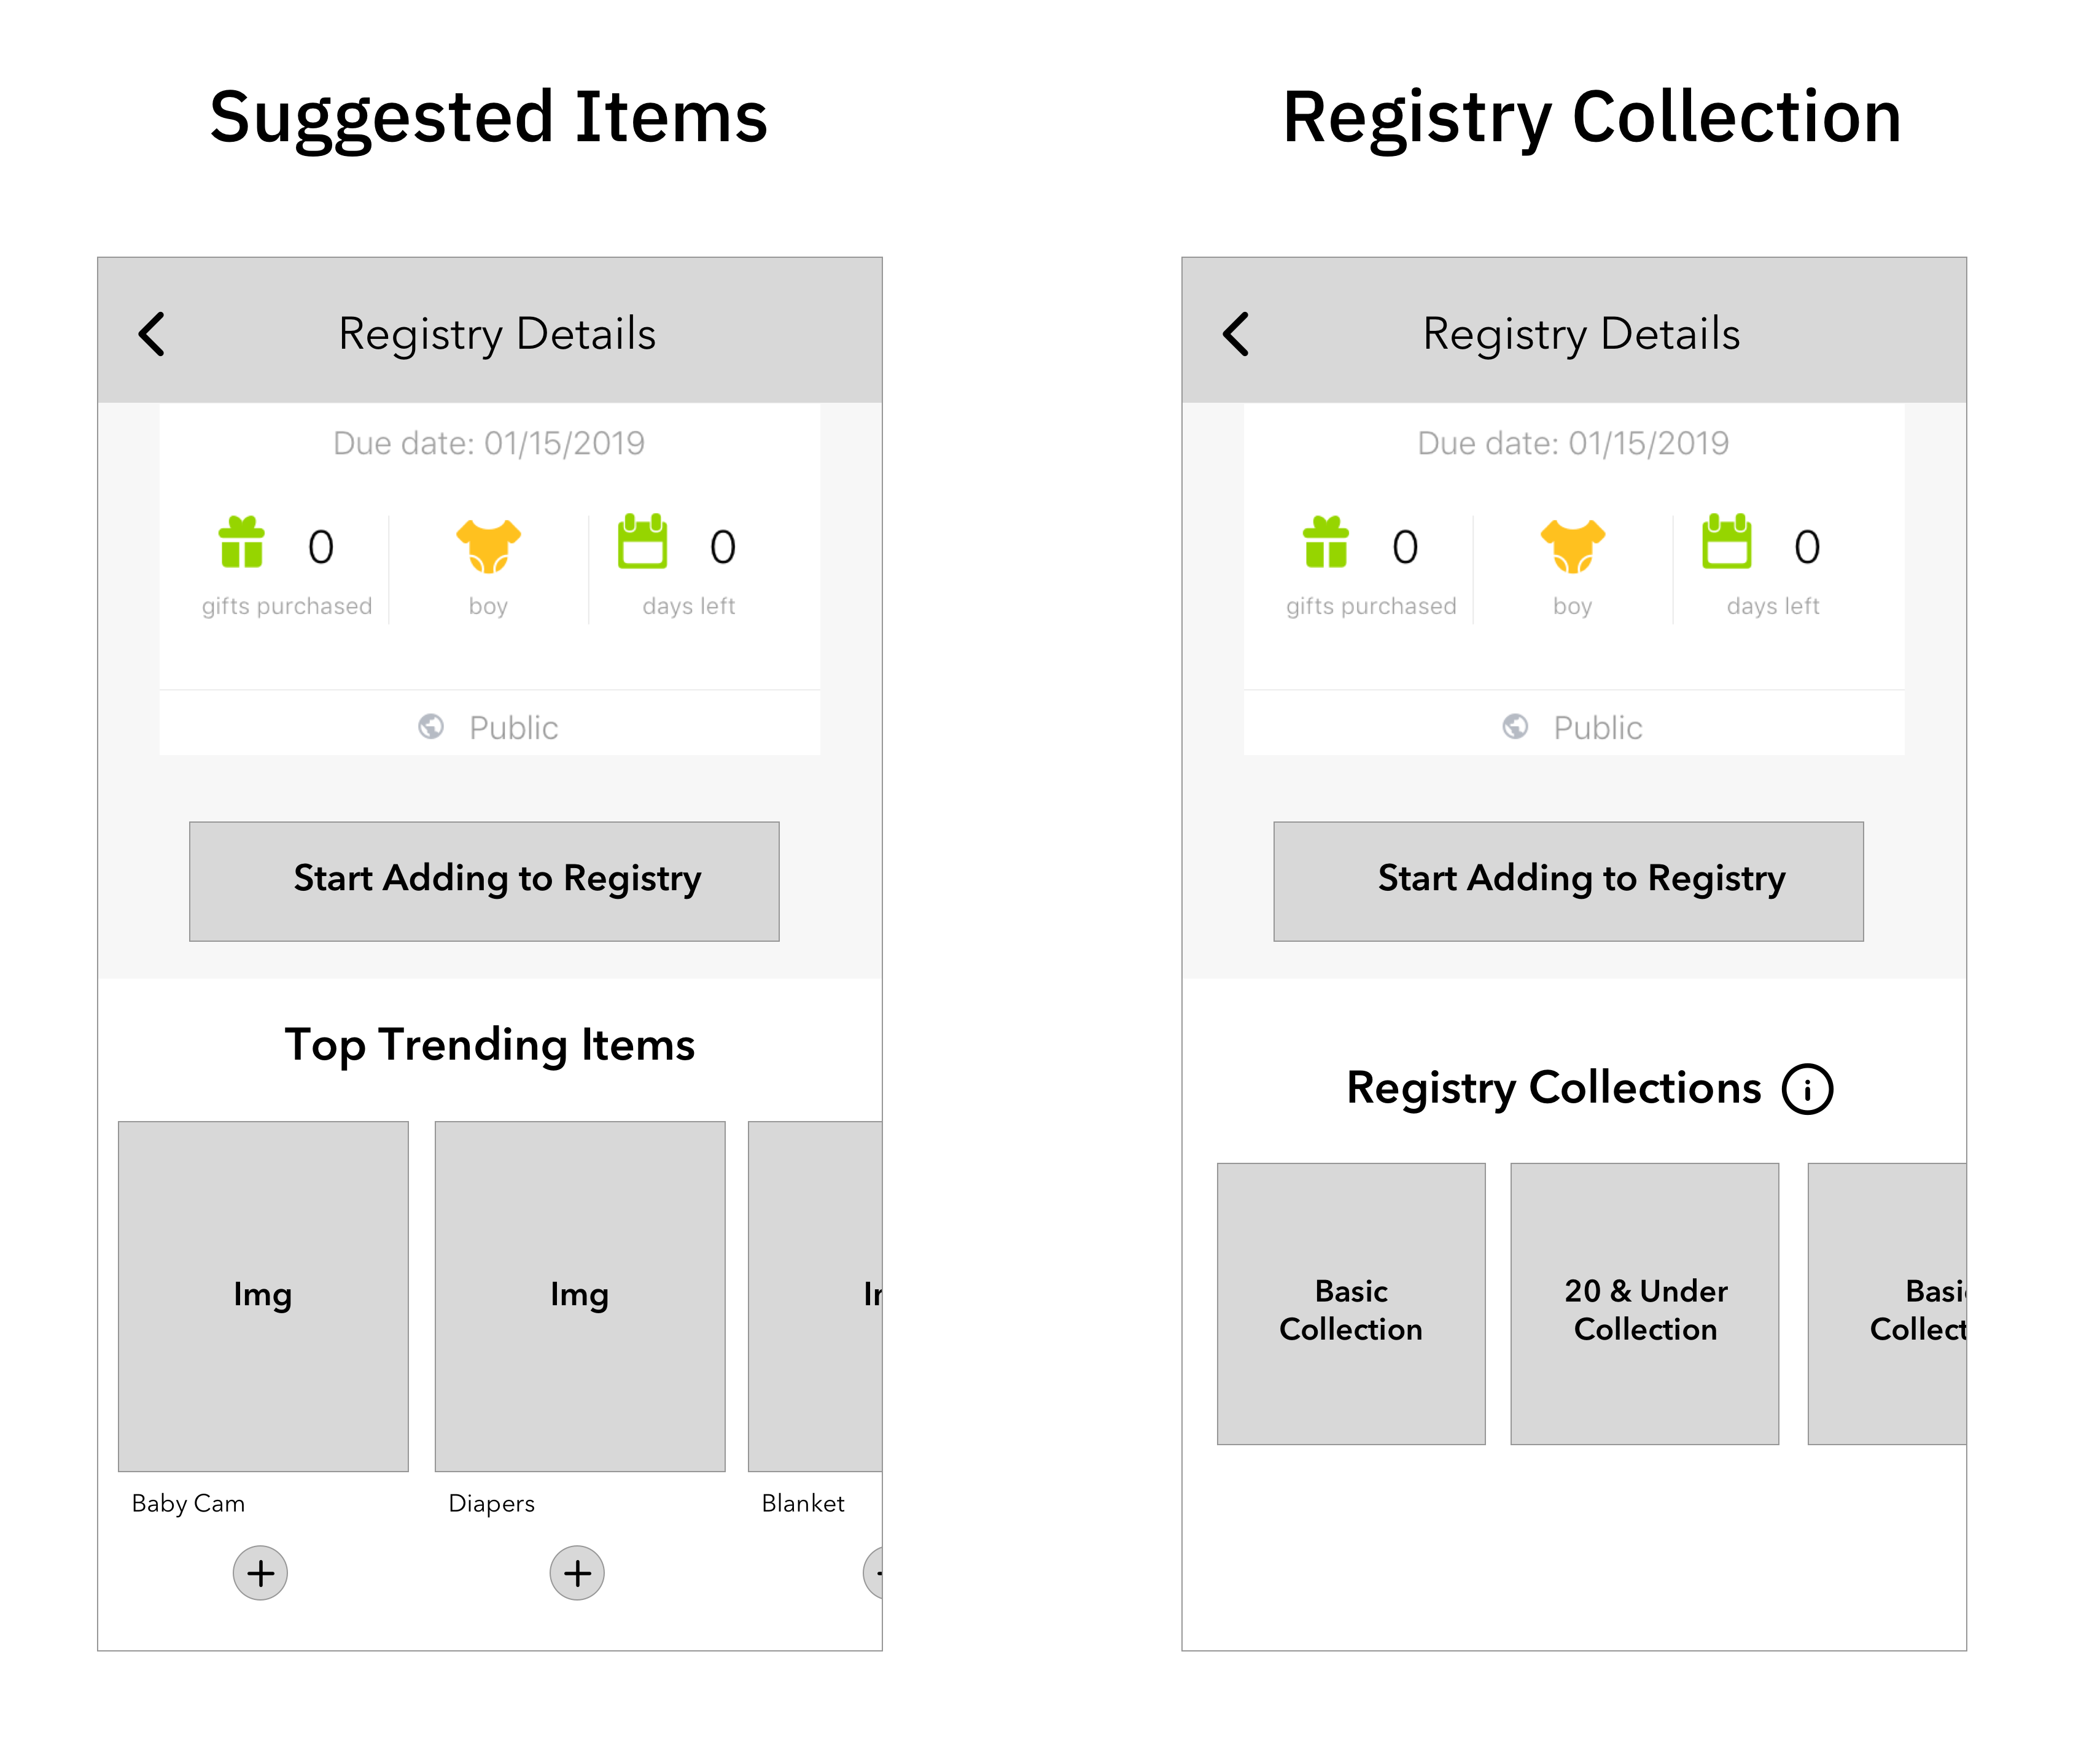 Suggested Items
Registry Details
Due date: 01/15/2019
0
0
gifts purchased
boy
days left
Public
Start Adding to Registry
Top Trending Items
Img
Img
Baby Cam
Diapers
Blanket
Registry Collection
Registry Details
Due date: 01/15/2019
0
0
gifts purchased
boy
days left
Public
Start Adding to Registry
Registry Collections
Basic
Collection
20 & Under
Collection
Basi
Collect